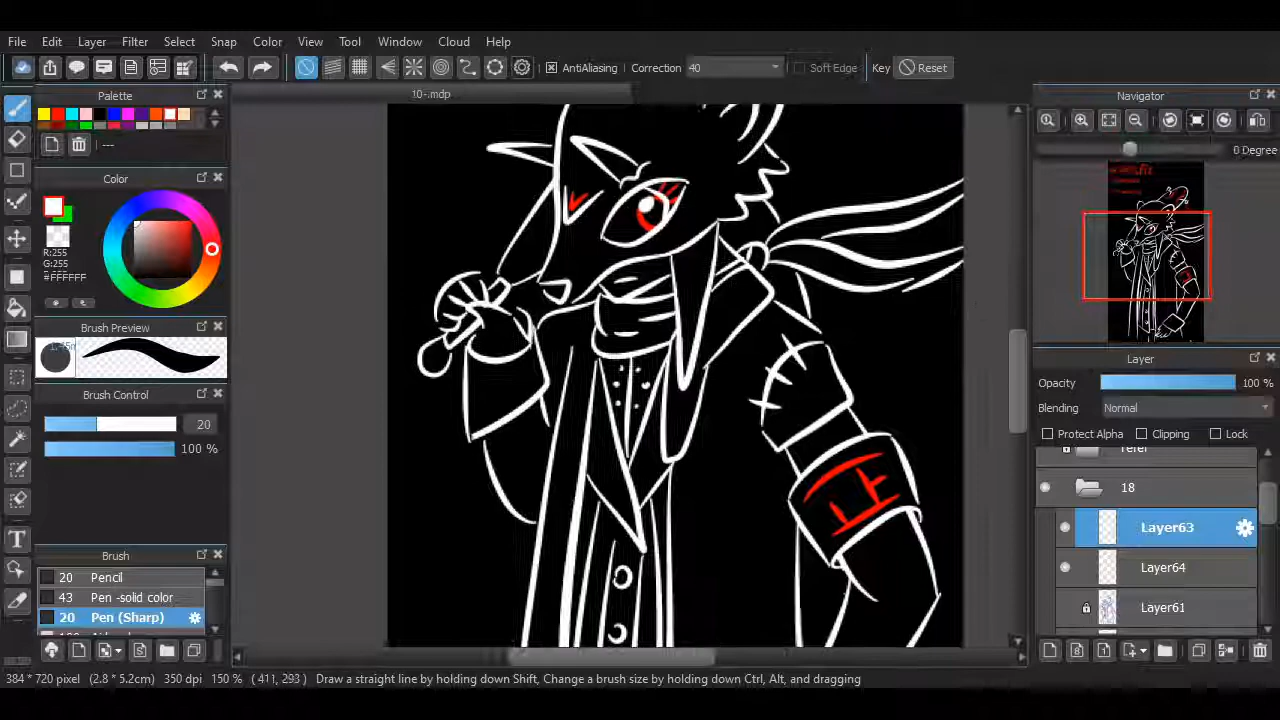 File Edit Layer Filter Select Snap Color View Tool Window Cloud Help
AntiAliasing Correction 40 Soft Edge Key Reset
Palette
10-.mdp
Navigator
---
0 Degree
Color
R:255
G:255
B:255
#FFFFFF
Brush Preview
Brush Control
20
100 %
Layer
Opacity 100 %
Blending Normal
Protect Alpha Clipping Lock
18
Layer63
Layer64
Layer61
Brush
20 Pencil
43 Pen -solid color
20 Pen (Sharp)
384 * 720 pixel (2.8 * 5.2cm) 350 dpi 150 % ( 411, 293 ) Draw a straight line by holding down Shift, Change a brush size by holding down Ctrl, Alt, and dragging